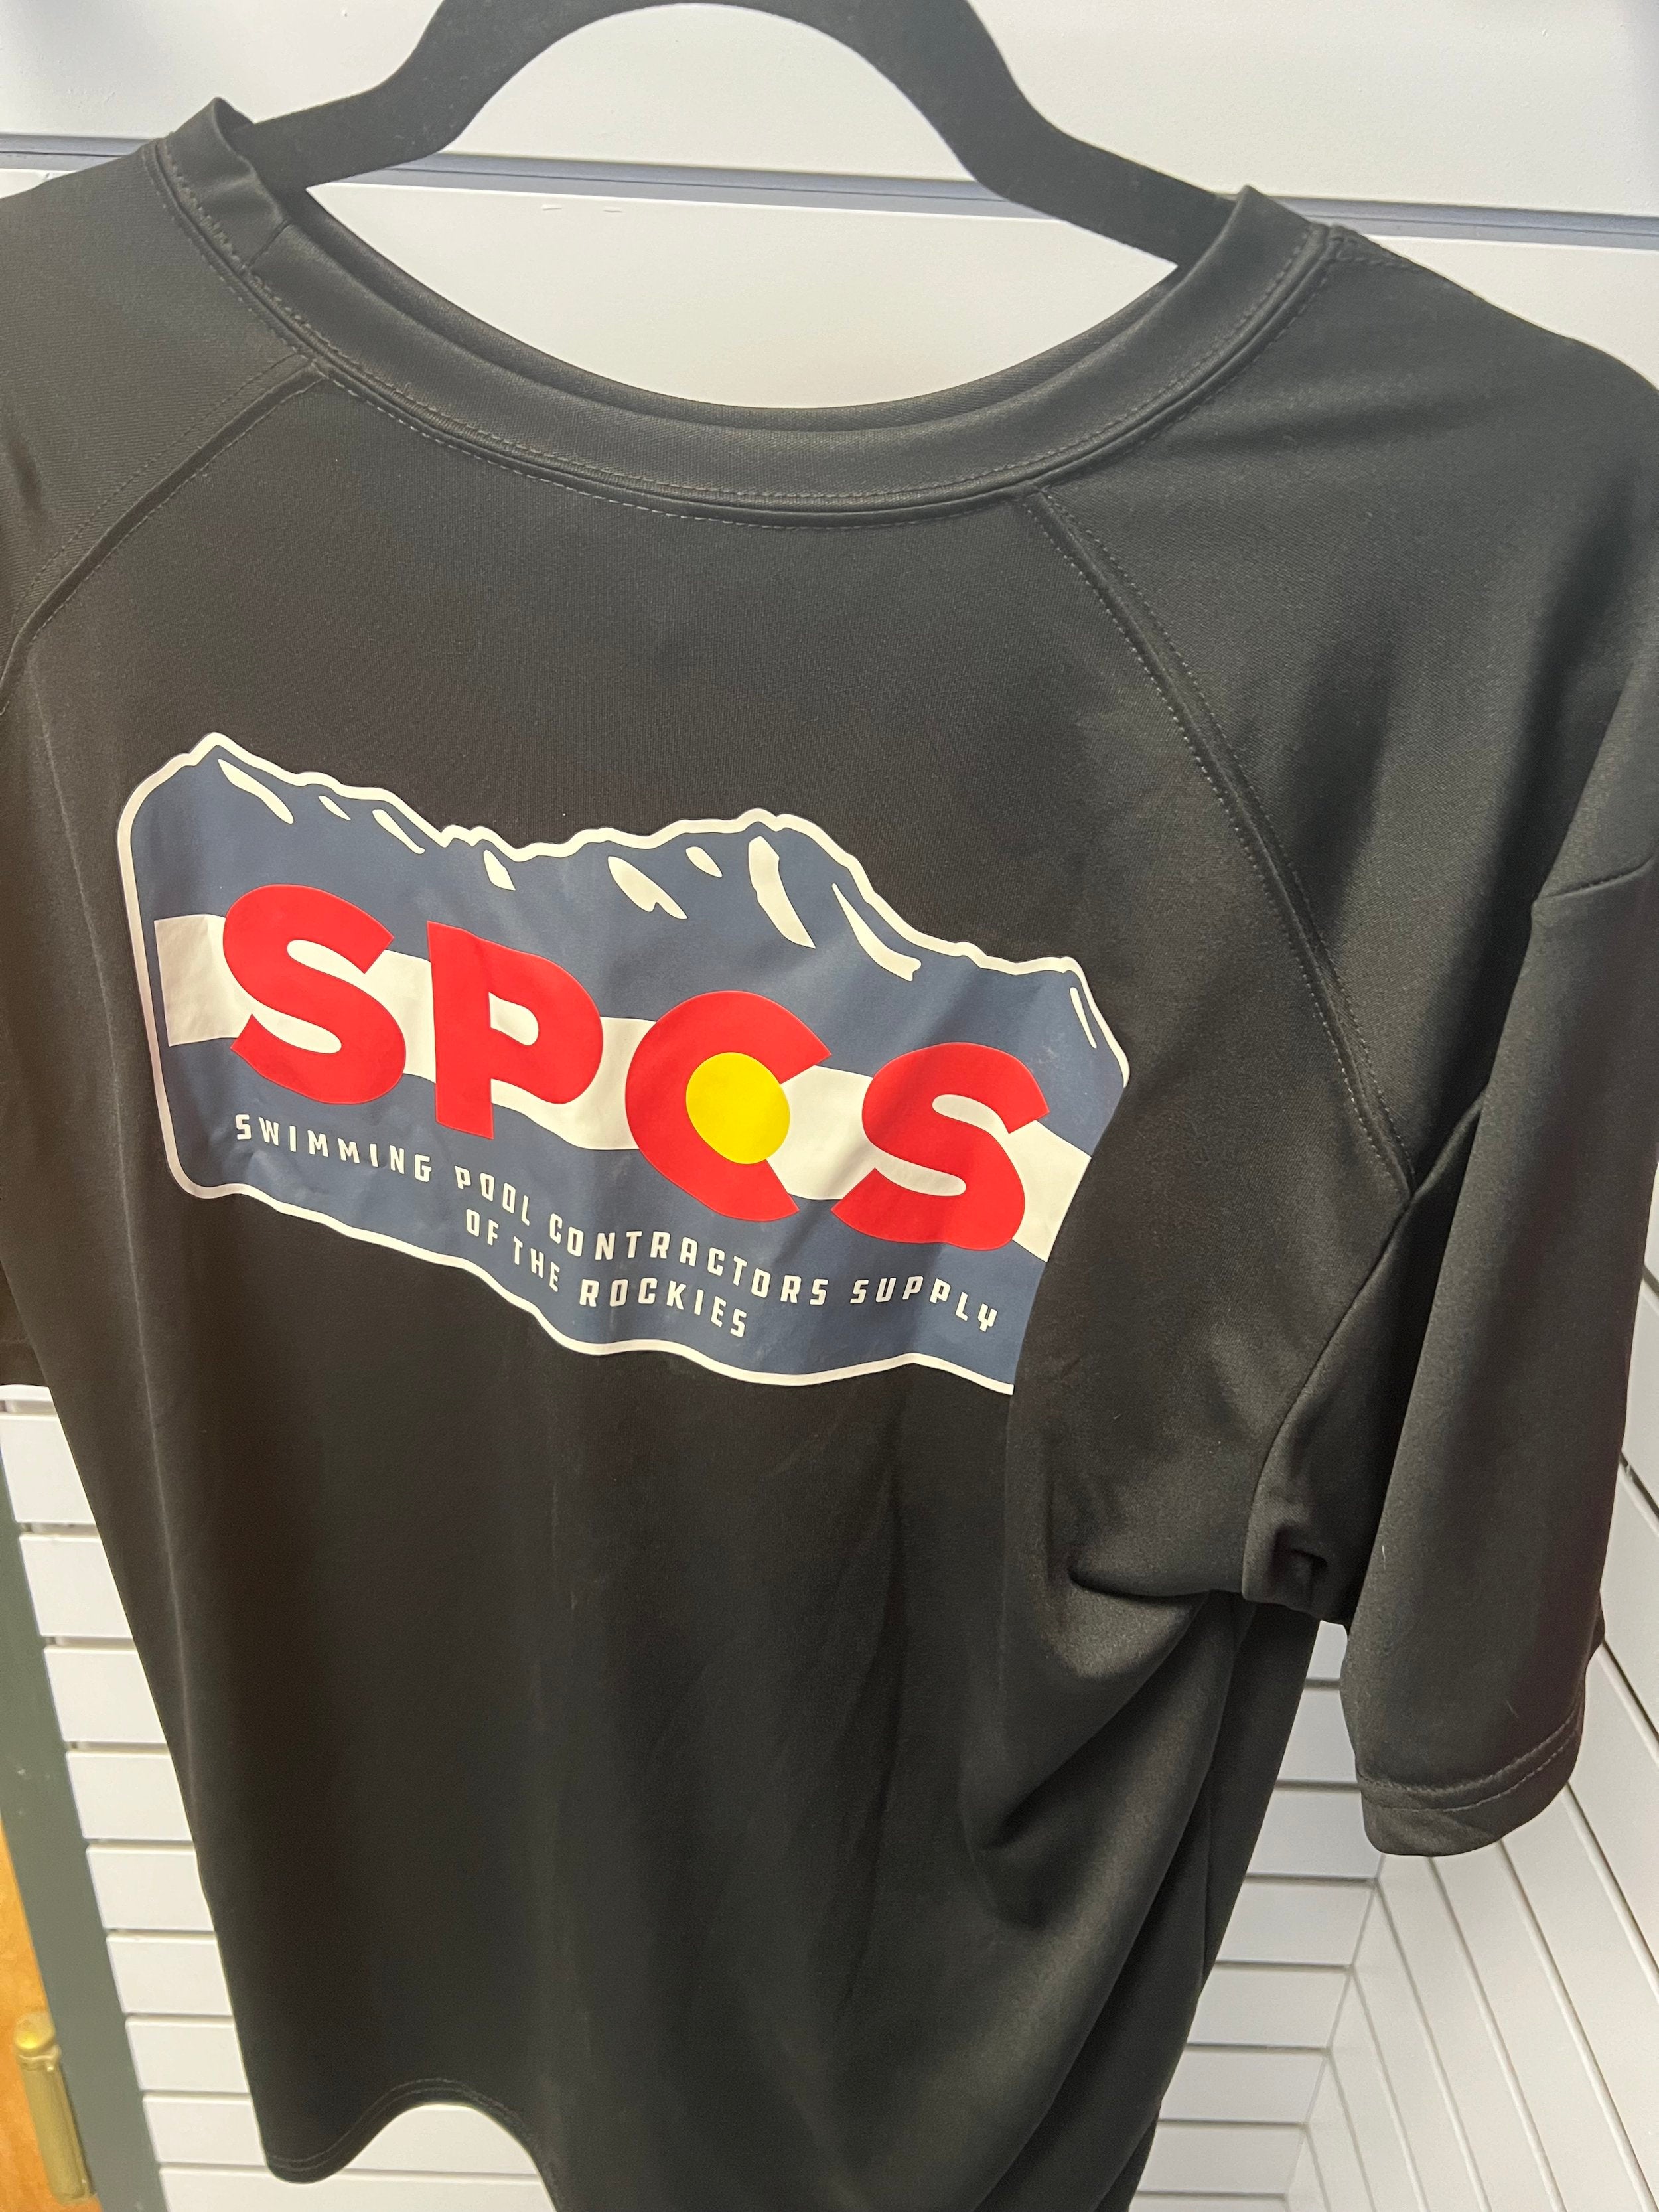 SPCS
SWIMMING POOL CONTRACTORS SUPPLY
OF THE ROCKIES